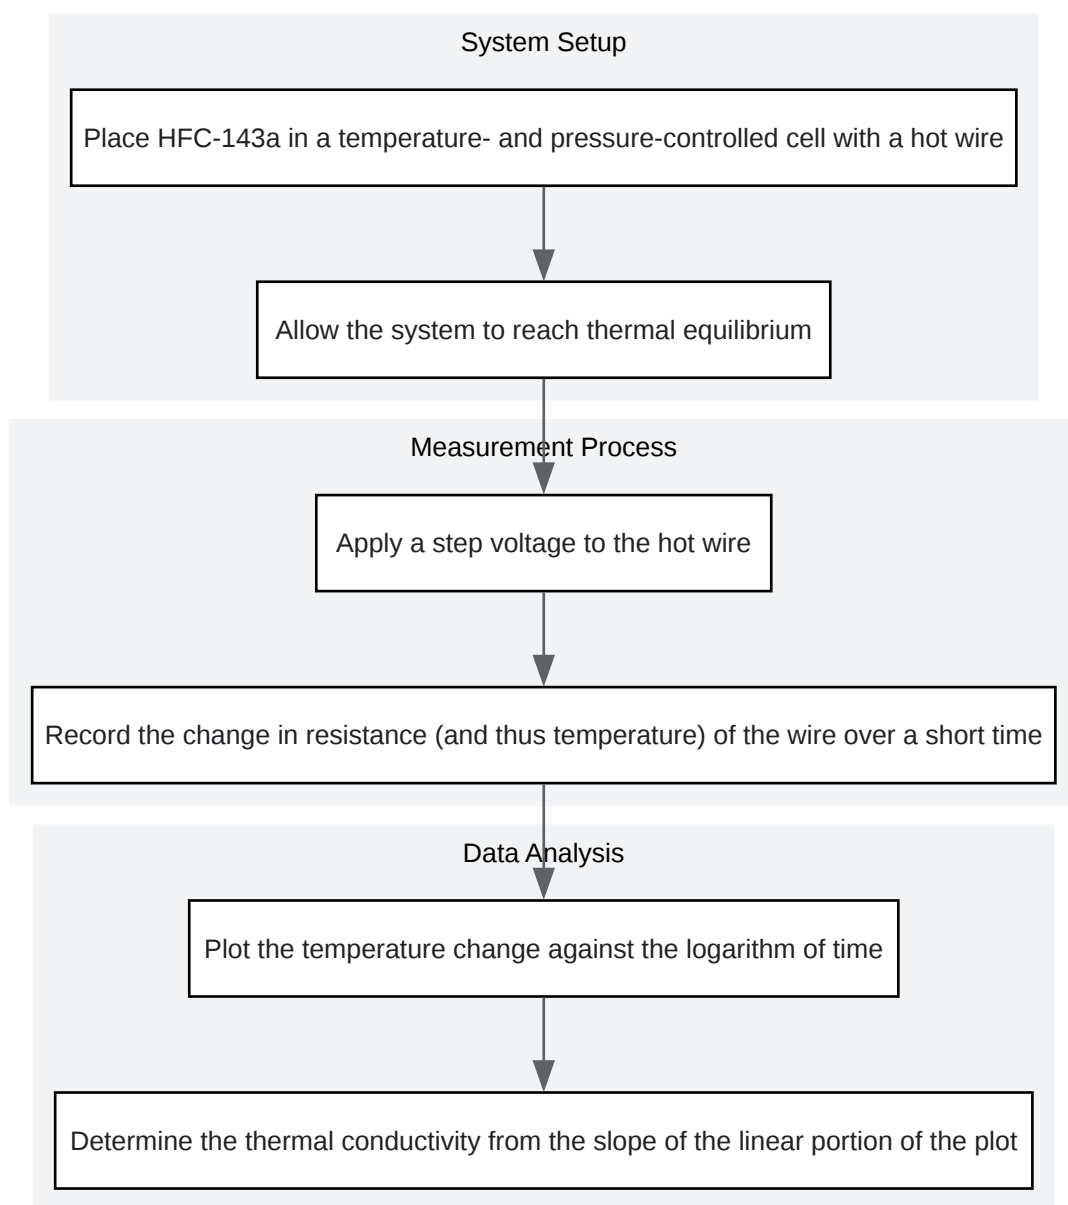 System Setup
Place HFC-143a in a temperature- and pressure-controlled cell with a hot wire
Allow the system to reach thermal equilibrium
Measurement Process
Apply a step voltage to the hot wire
Record the change in resistance (and thus temperature) of the wire over a short time
Data Analysis
Plot the temperature change against the logarithm of time
Determine the thermal conductivity from the slope of the linear portion of the plot